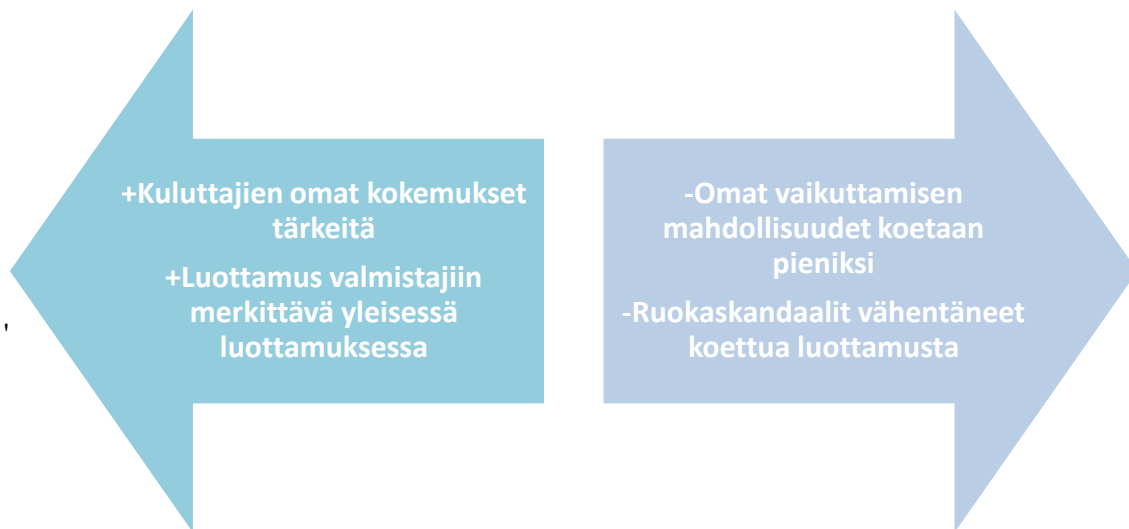 +Kuluttajien omat kokemukset
tärkeitä
+Luottamus valmistajiin
merkittävä yleisessä
luottamuksessa
-Omat vaikuttamisen
mahdollisuudet koetaan
pieniksi
-Ruokaskandaalit vähentäneet
koettua luottamusta
'